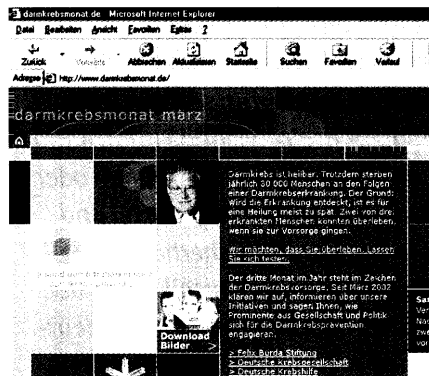 darmkrebsmonat de - Microsoft Internet Explorer
Datei Bearbeiten Ansicht Favoriten Extras ?
Zurück Vorwärts Abbrechen Aktualisieren Startseite Suchen Favoriten Verlauf
Adresse http://www.darmkrebsmonat.de/
darmkrebsmonat märz
Darmkrebs ist heilbar. Trotzdem sterben
jährlich 30 000 Menschen an den Folgen
einer Darmkrebserkrankung. Der Grund:
Wird die Erkrankung entdeckt, ist es für
eine Heilung meist zu spät. Zwei von drei
erkrankten Menschen könnten überleben,
wenn sie zur Vorsorge gingen.
Wir möchten, dass Sie überleben. Lassen
Sie sich testen.
Der dritte Monat im Jahr steht im Zeichen
der Darmkrebsvorsorge. Seit März 2002
klären wir auf, informieren über unsere
Initiativen und sagen Ihnen, wie
Prominente aus Gesellschaft und Politik
sich für die Darmkrebsprävention
engagieren.
Download
Bilder >
> Felix Burda Stiftung
> Deutsche Krebsgesellschaft
> Deutsche Krebshilfe